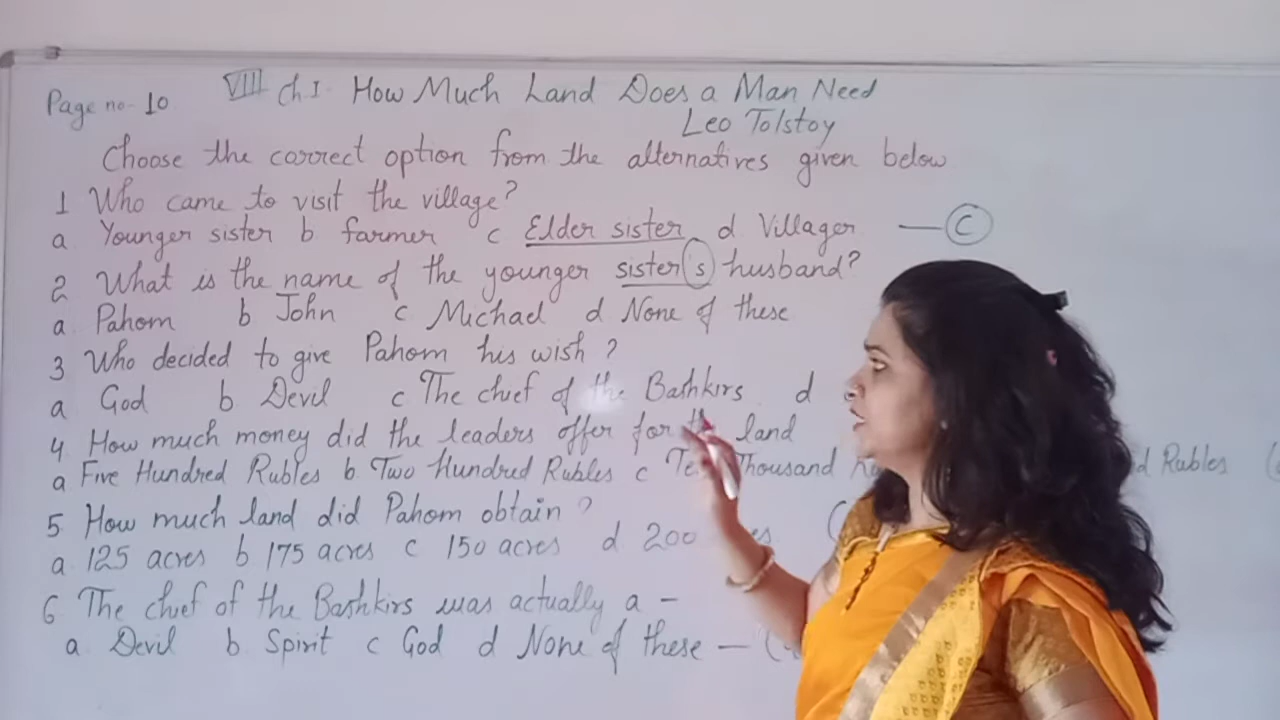 Page no- 10
VIII Ch I How Much Land Does a Man Need
Leo Tolstoy
Choose the correct option from the alternatives given below
1 Who came to visit the village?
a Younger sister b farmer c Elder sister d Villager — C
2 What is the name of the younger sister's husband?
a Pahom b John c Michael d None of these
3 Who decided to give Pahom his wish?
a God b Devil c The chief of the Bashkirs d
4 How much money did the leaders offer for the land
a Five Hundred Rubles b Two Hundred Rubles c Thousand Rubles (
5 How much land did Pahom obtain?
a 125 acres b 175 acres c 150 acres d 200 (
6 The chief of the Bashkirs was actually a -
a Devil b Spirit c God d None of these — (